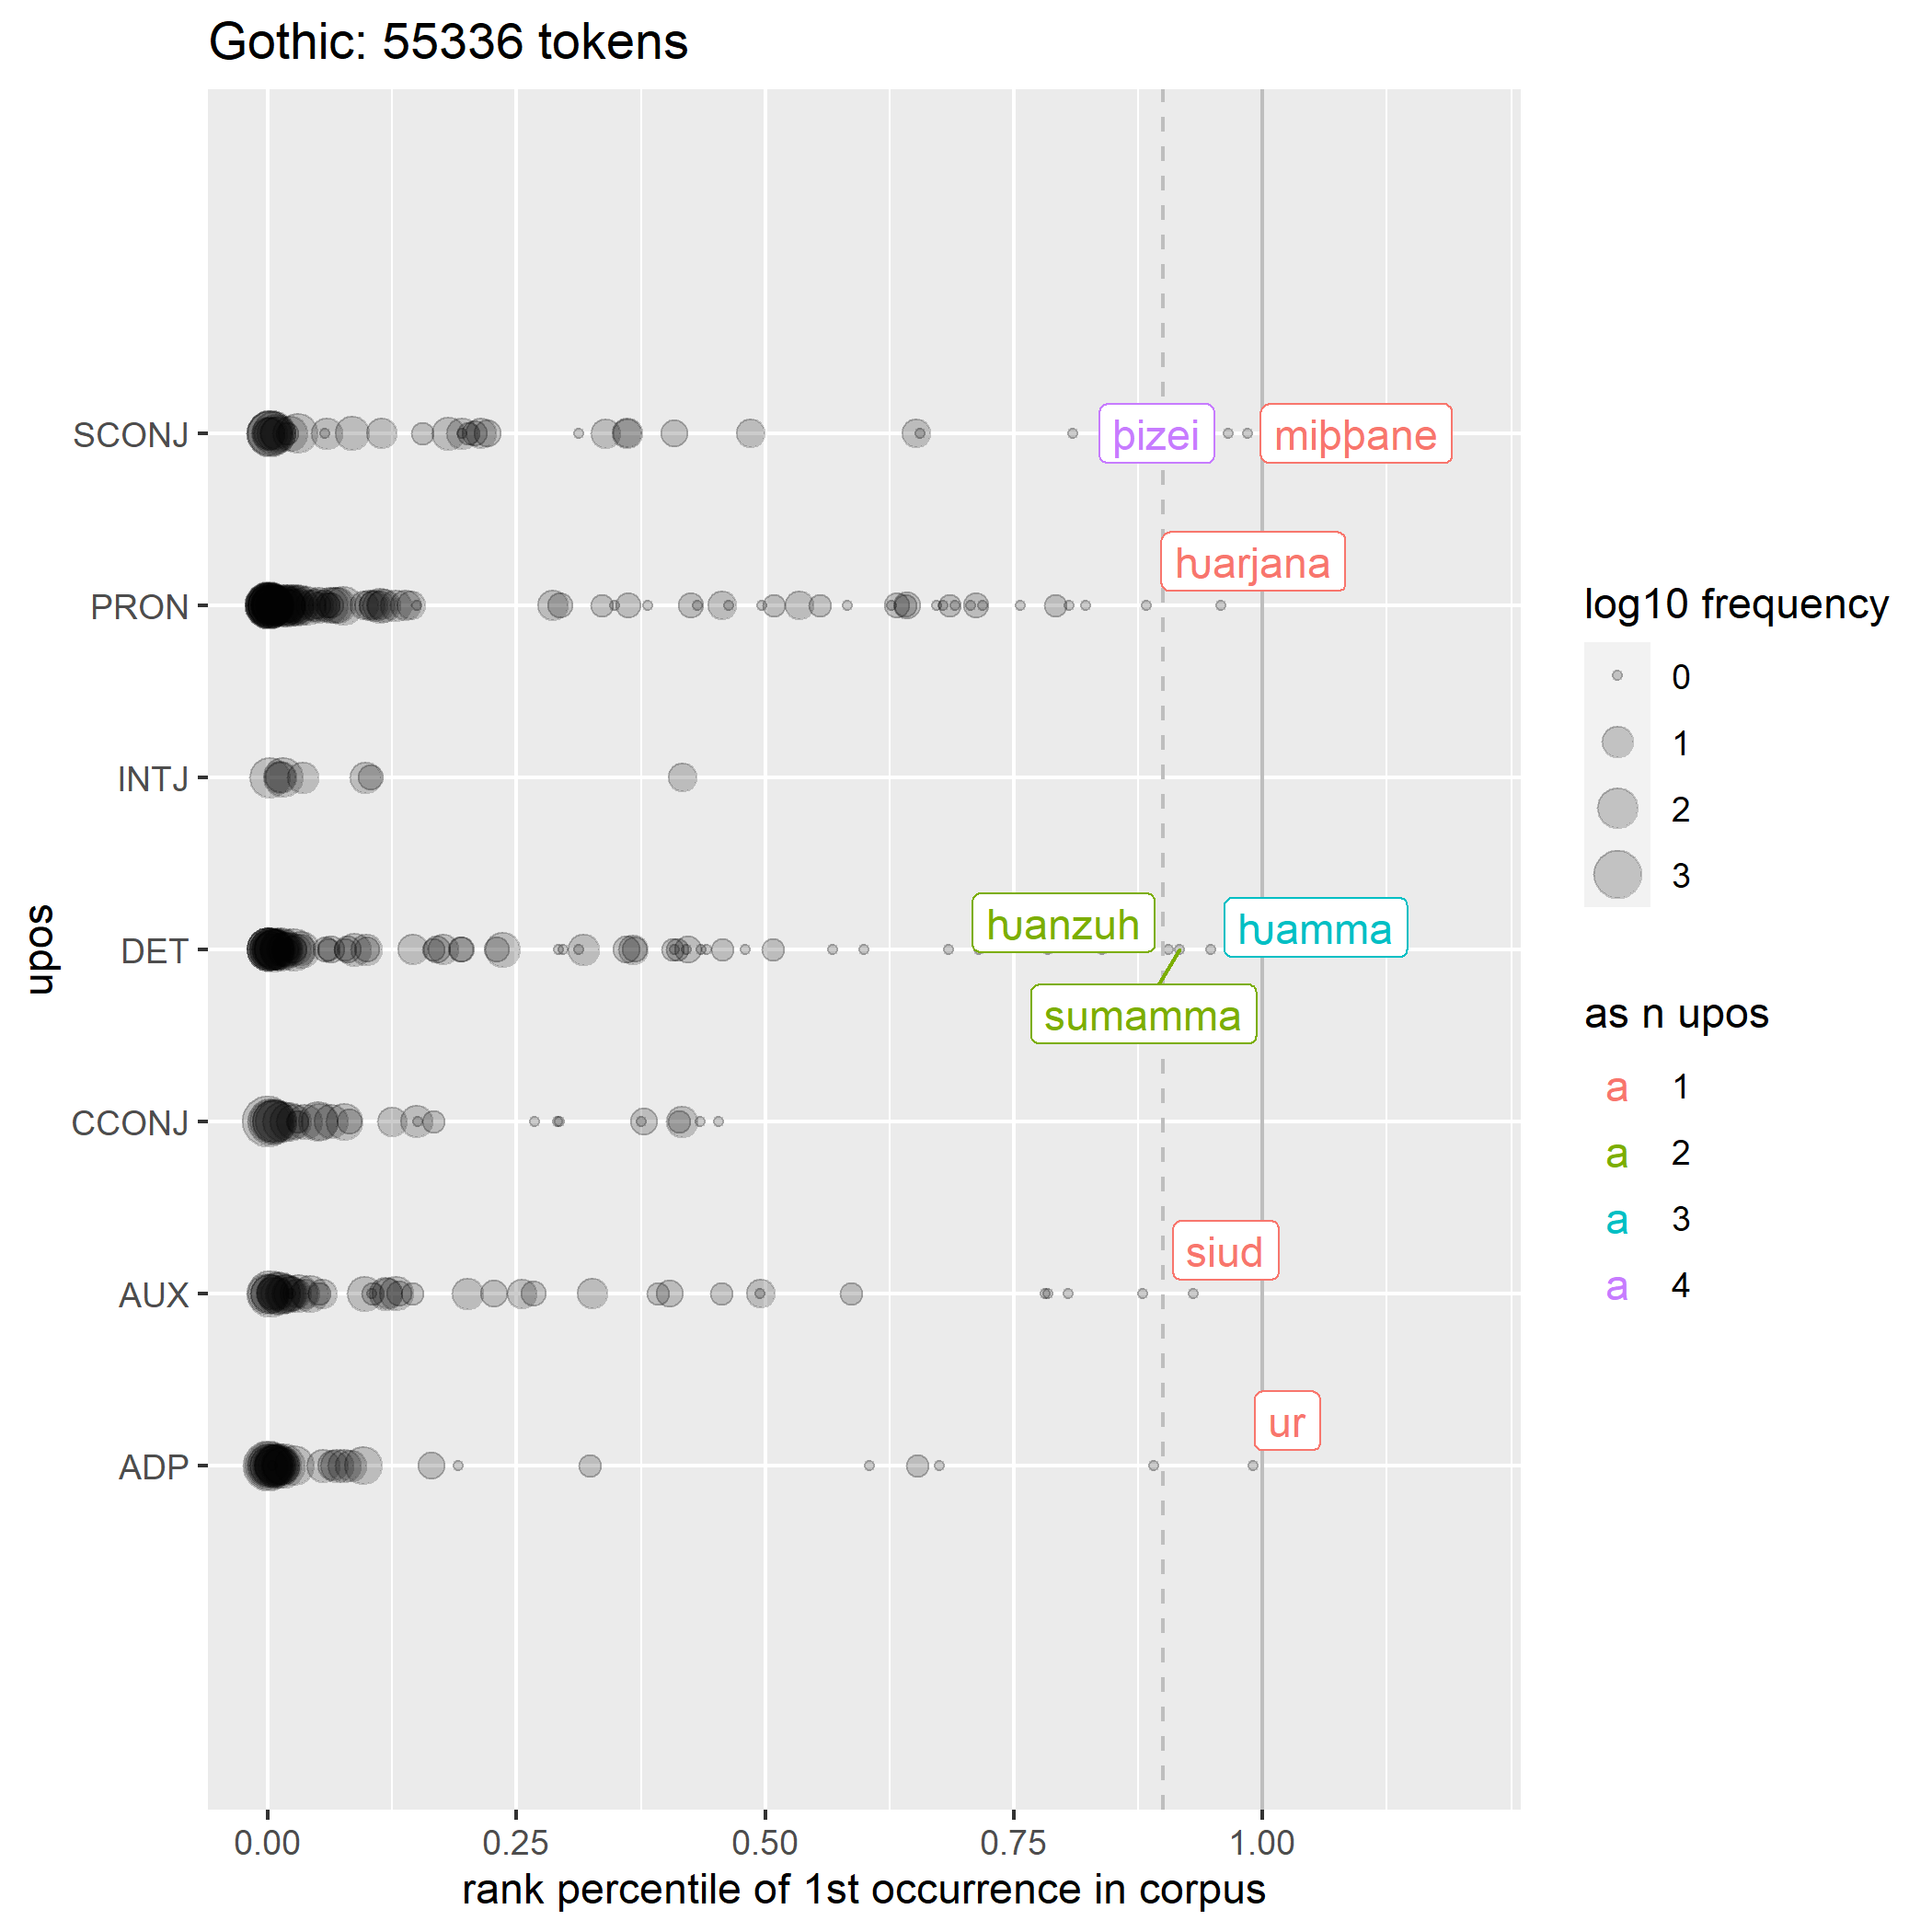 Gothic: 55336 tokens
upos
SCONJ
PRON
INTJ
DET
CCONJ
AUX
ADP
þizei
miþþane
ƕarjana
ƕanzuh
ƕamma
sumamma
siud
ur
0.00 0.25 0.50 0.75 1.00
rank percentile of 1st occurrence in corpus
log10 frequency
0
1
2
3
as n upos
a 1
a 2
a 3
a 4